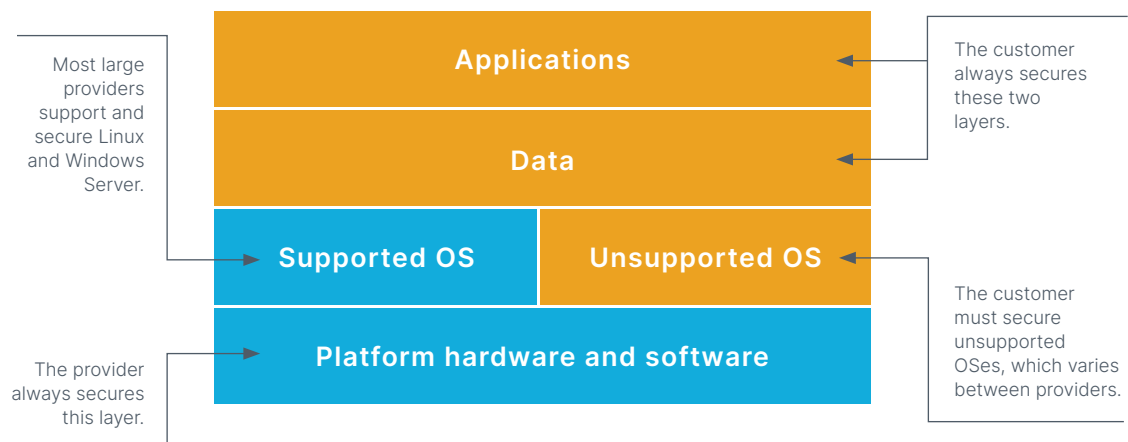 Applications
Data
Supported OS
Unsupported OS
Platform hardware and software
Most large
providers
support and
secure Linux
and Windows
Server.
The provider
always secures
this layer.
The customer
always secures
these two
layers.
The customer
must secure
unsupported
OSes, which varies
between providers.